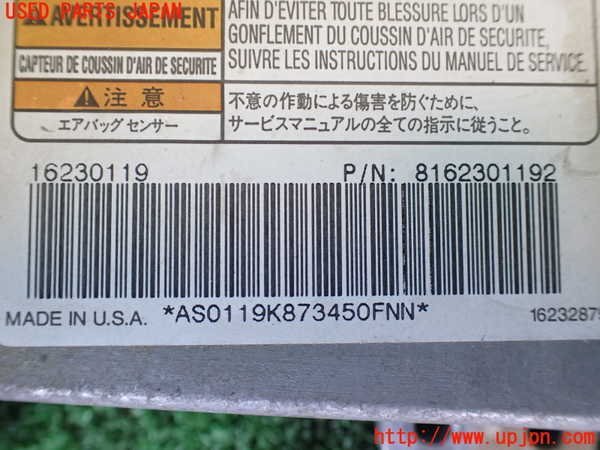 USED PARTS JAPAN
AVERTISSEMENT
CAPTEUR DE COUSSIN D'AIR DE SECURITE
AFIN D'EVITER TOUTE BLESSURE LORS D'UN
GONFLEMENT DU COUSSIN D'AIR DE SECURITE,
SUIVRE LES INSTRUCTIONS DU MANUEL DE SERVICE.
注意
エアバッグ センサー
不意の作動による傷害を防ぐために、
サービスマニュアルの全ての指示に従うこと。
16230119 P/N: 8162301192
*AS0119K873450FNN*
MADE IN U.S.A.
1623287
http://www.upjpn.com/